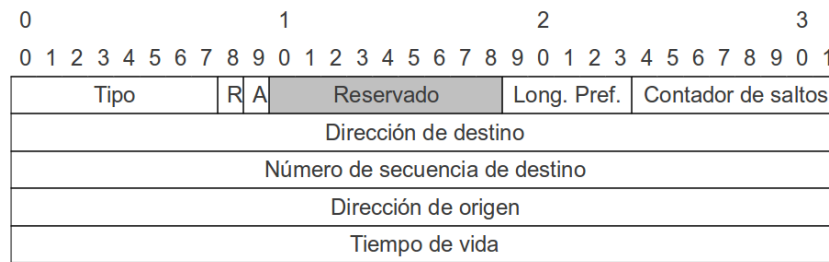 0 1 2 3
0 1 2 3 4 5 6 7 8 9 0 1 2 3 4 5 6 7 8 9 0 1 2 3 4 5 6 7 8 9 0 1
Tipo R A Reservado Long. Pref. Contador de saltos
Dirección de destino
Número de secuencia de destino
Dirección de origen
Tiempo de vida